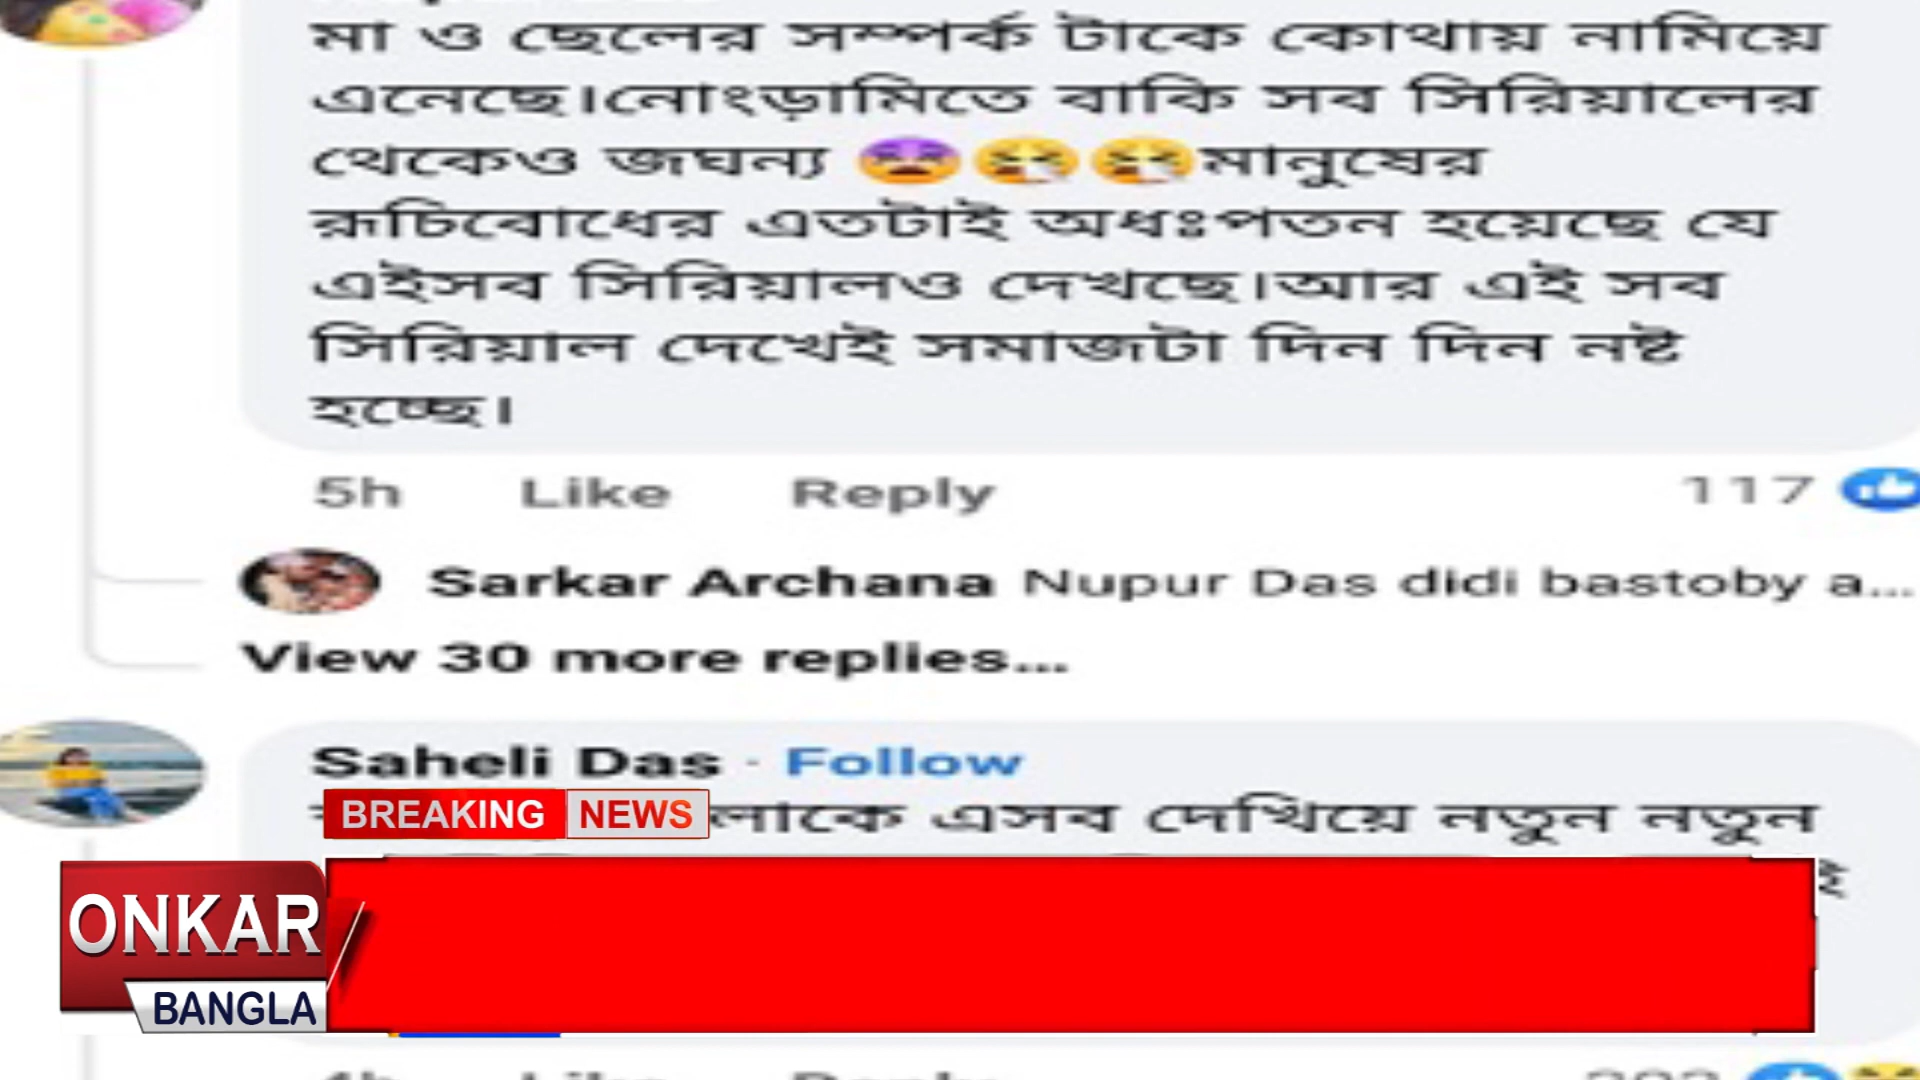 মা ও ছেলের সম্পর্ক টাকে কোথায় নামিয়ে
এনেছে।নোংড়ামিতে বাকি সব সিরিয়ালের
থেকেও জঘন্য 😨🤧🤧মানুষের
রূচিবোধের এতটাই অধঃপতন হয়েছে যে
এইসব সিরিয়ালও দেখছে।আর এই সব
সিরিয়াল দেখেই সমাজটা দিন দিন নষ্ট
হচ্ছে।
5h Like Reply 117
Sarkar Archana Nupur Das didi bastoby a...
View 30 more replies...
Saheli Das · Follow
এসব দেখিয়ে নতুন নতুন
BREAKING NEWS
ONKAR
BANGLA